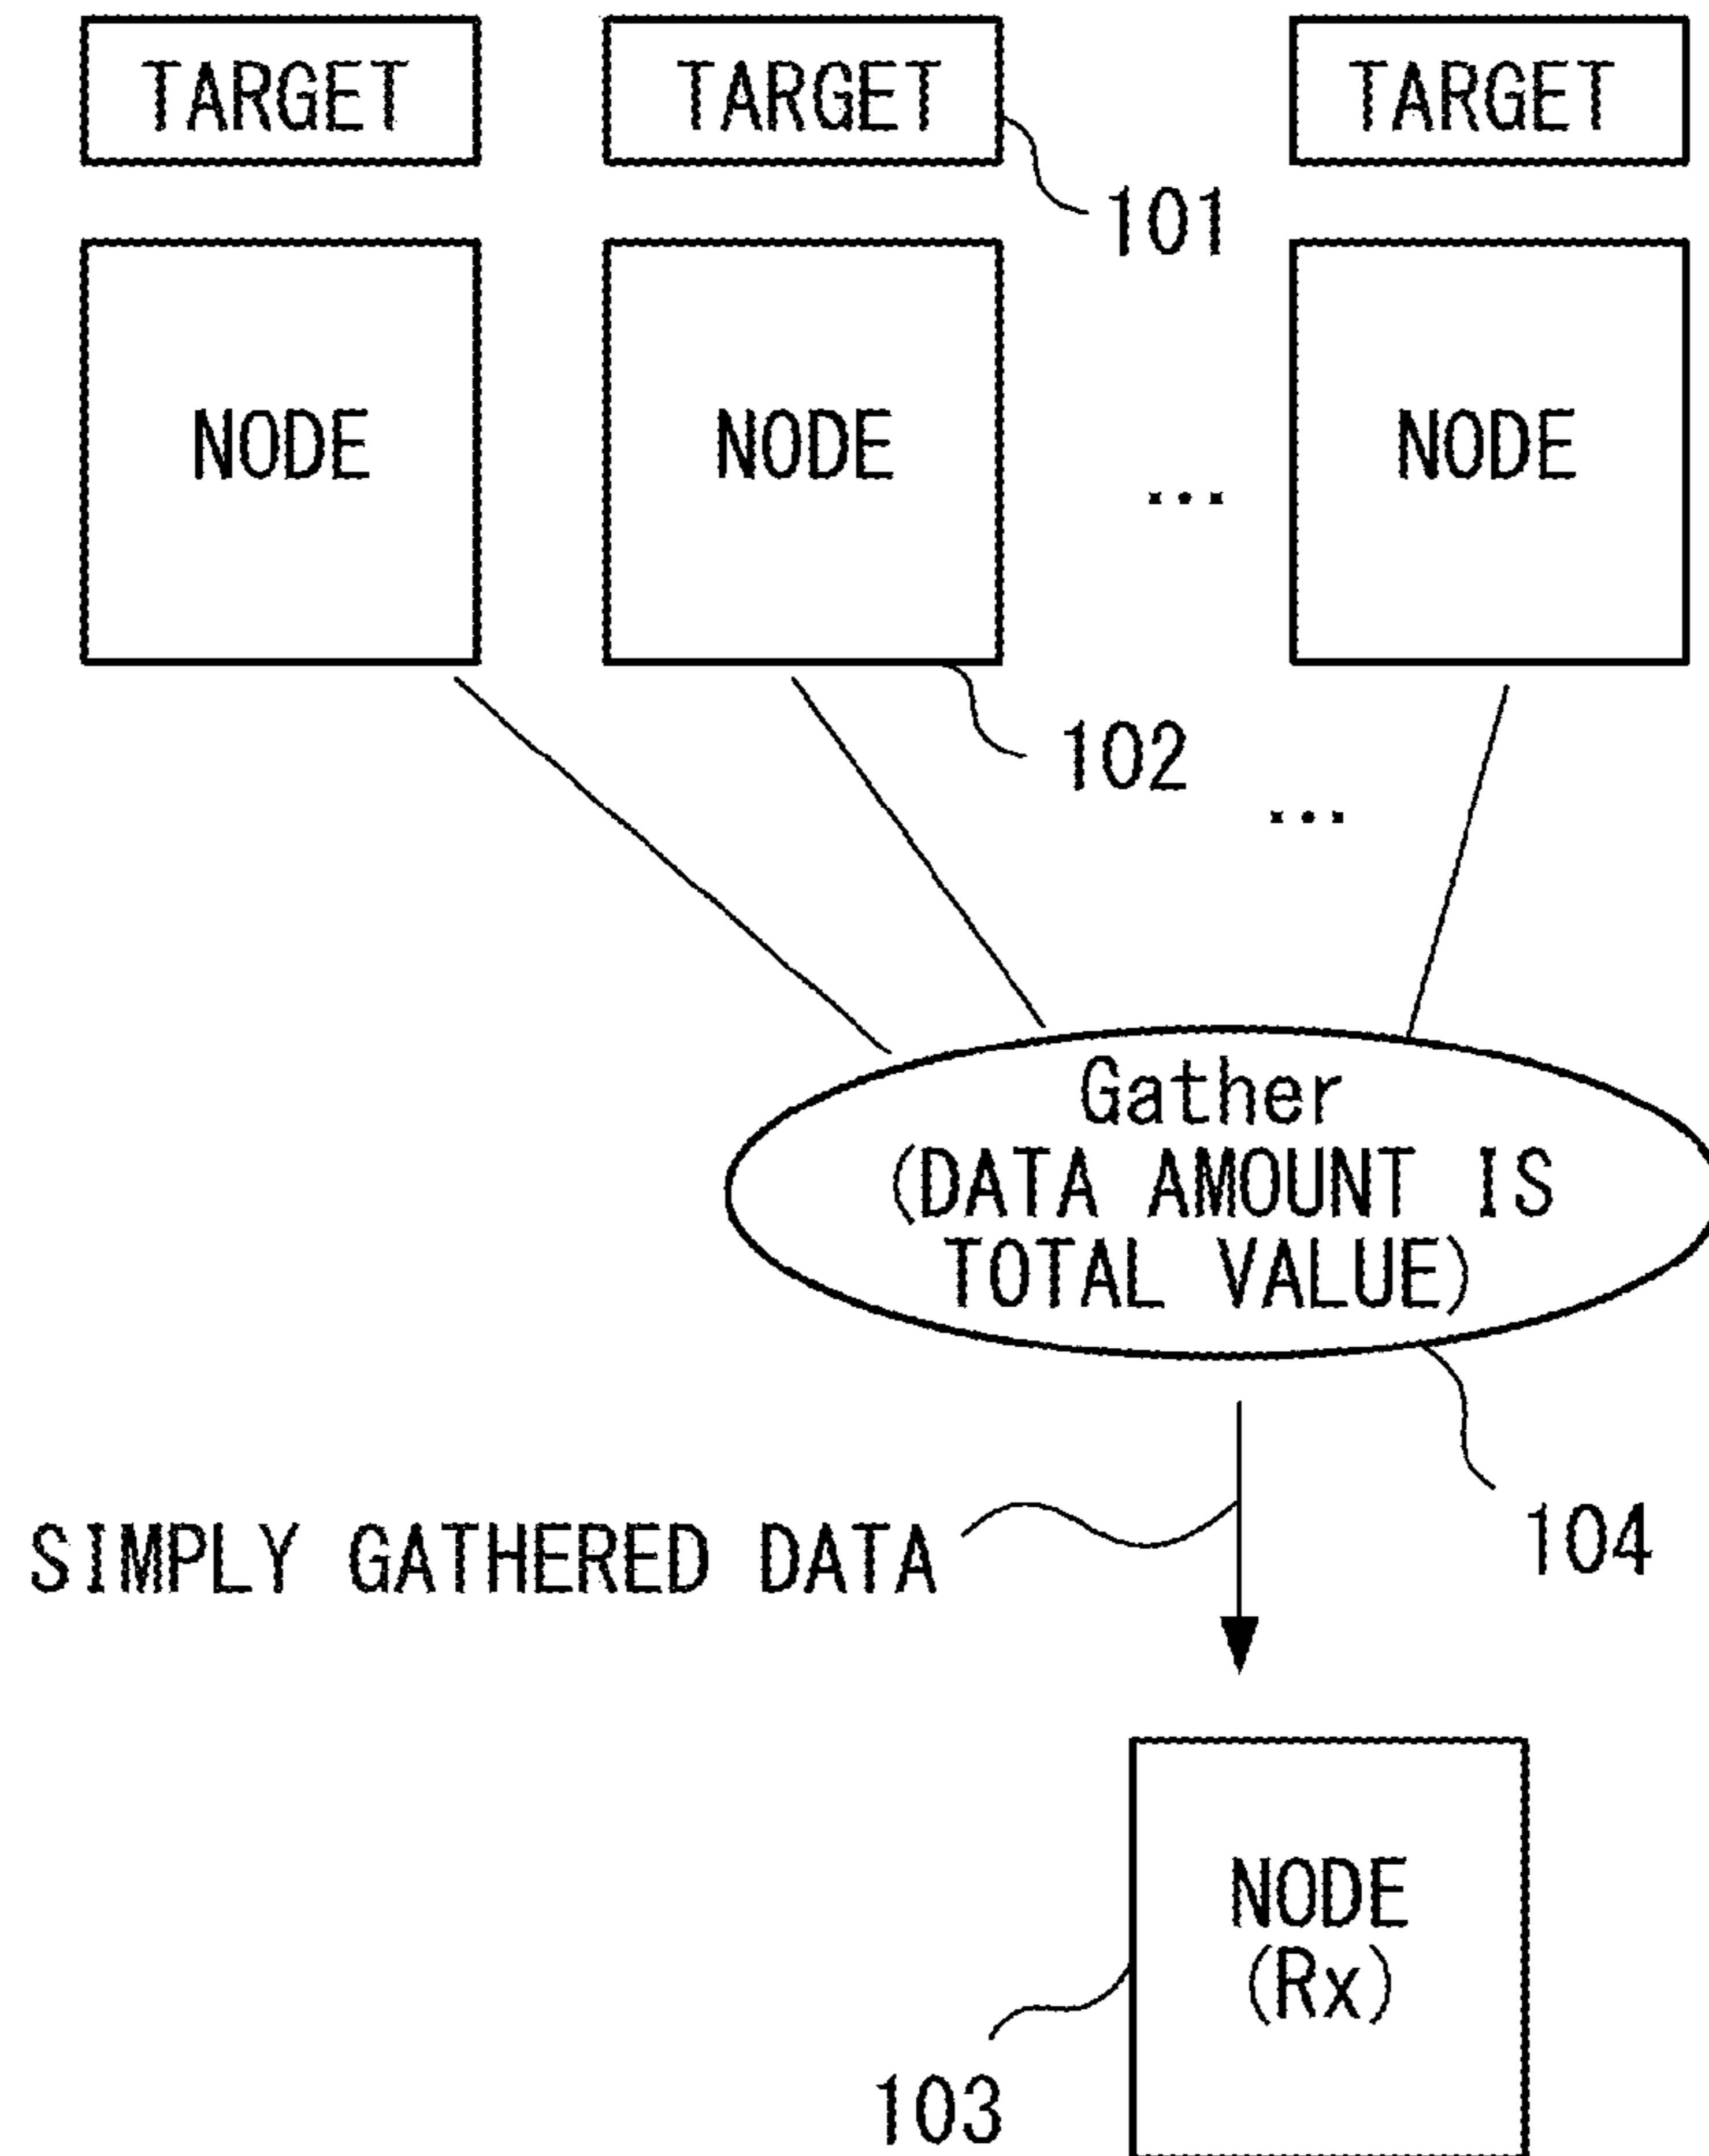 TARGET TARGET TARGET
101
NODE NODE ... NODE
102
...
Gather
(DATA AMOUNT IS
TOTAL VALUE)
SIMPLY GATHERED DATA
104
NODE
(Rx)
103